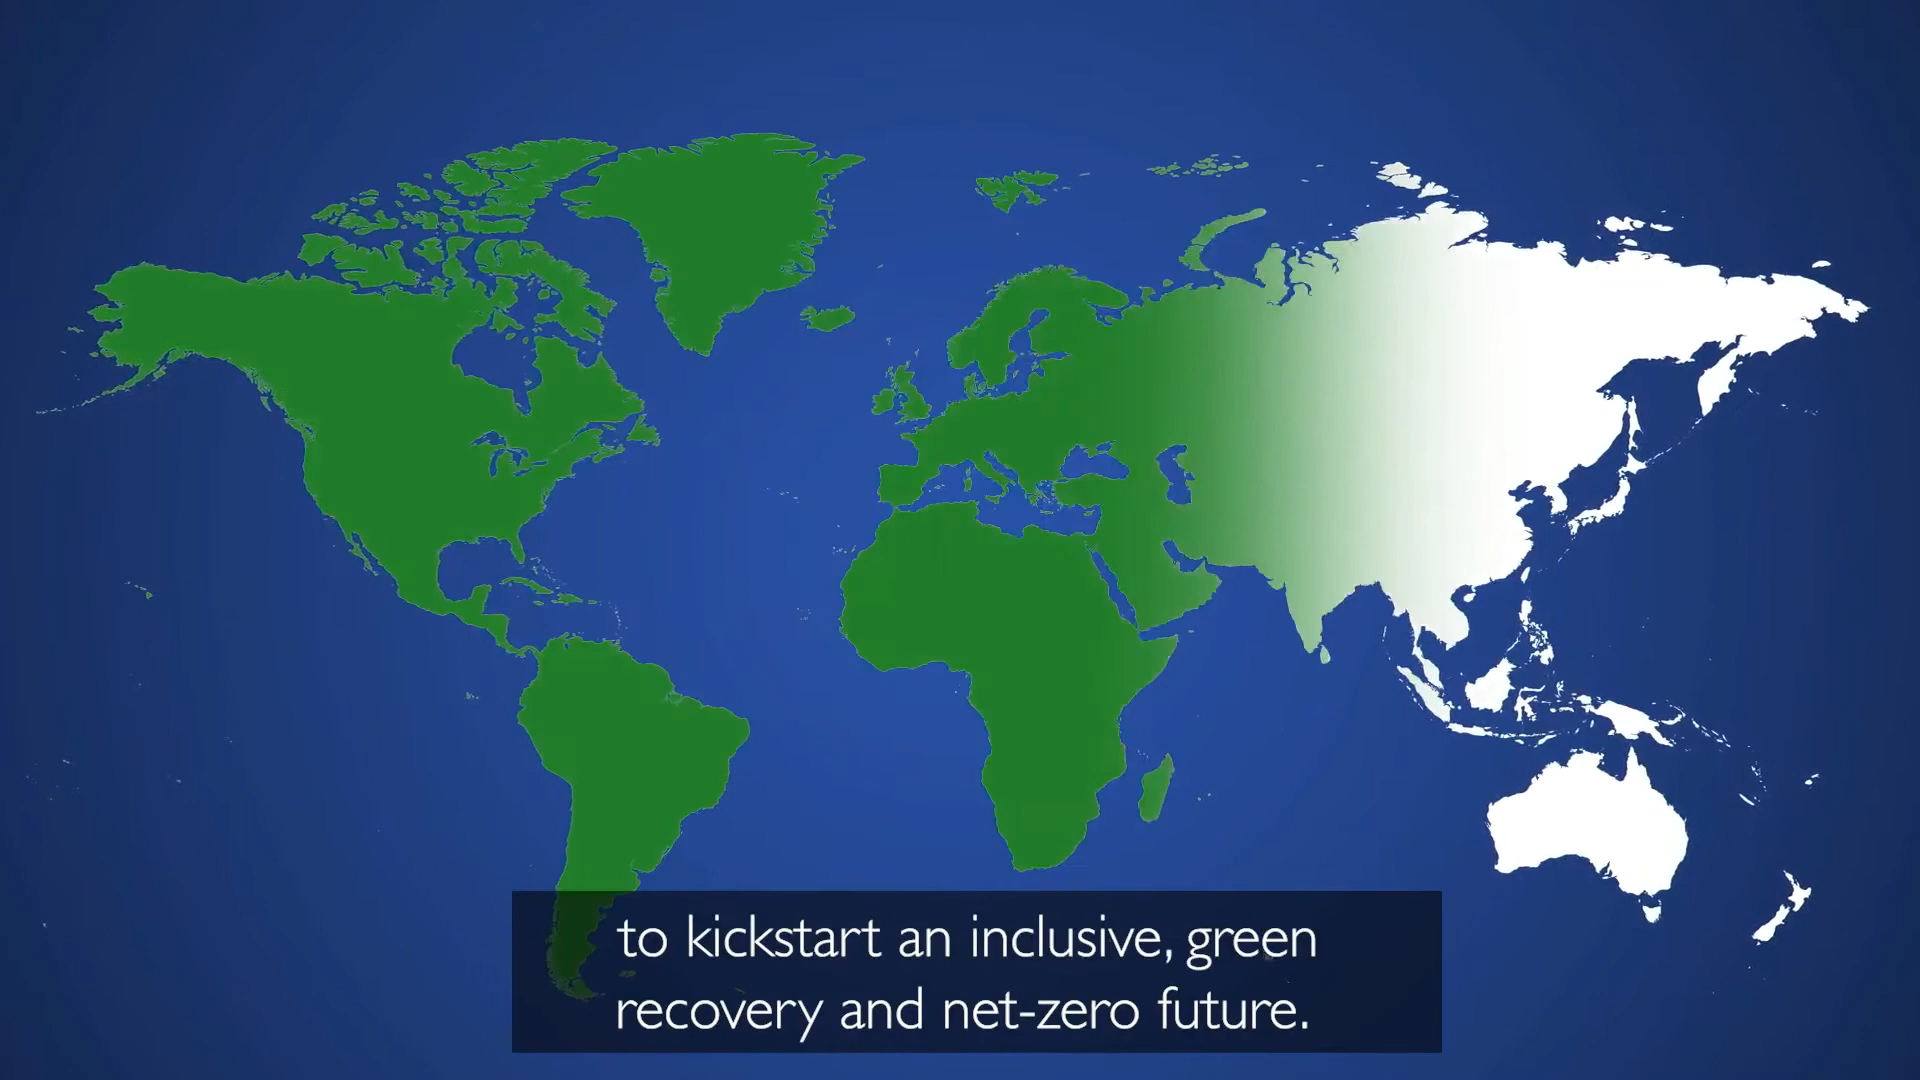 to kickstart an inclusive, green
recovery and net-zero future.